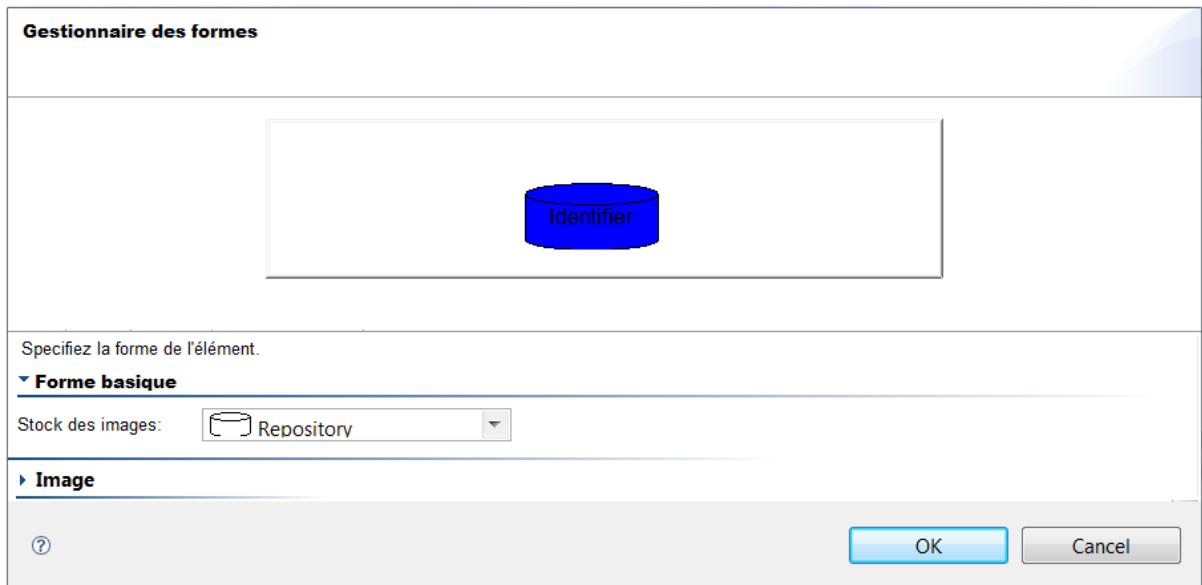 Gestionnaire des formes
Identifier
Specifiez la forme de l'élément.
Forme basique
Stock des images: Repository
Image
? OK Cancel